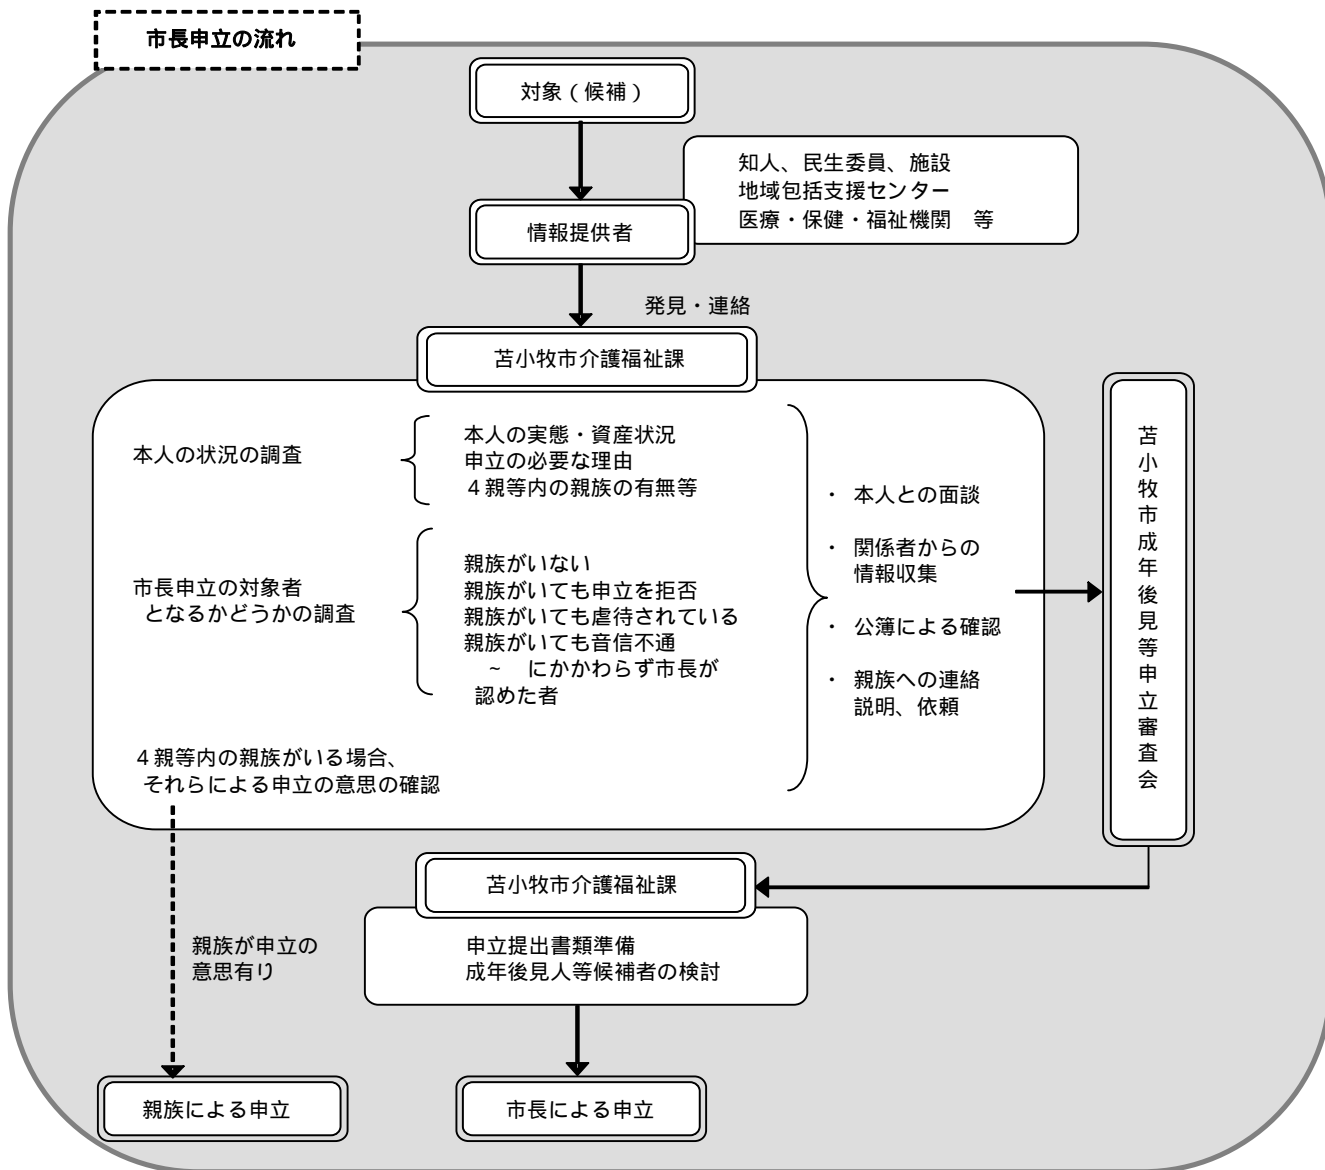 市長申立の流れ
対象（候補）
知人、民生委員、施設
地域包括支援センター
医療・保健・福祉機関　等
情報提供者
発見・連絡
苫小牧市介護福祉課
本人の状況の調査
本人の実態・資産状況
申立の必要な理由
４親等内の親族の有無等
市長申立の対象者
となるかどうかの調査
親族がいない
親族がいても申立を拒否
親族がいても虐待されている
親族がいても音信不通
～　にかかわらず市長が
認めた者
４親等内の親族がいる場合、
それらによる申立の意思の確認
・ 本人との面談
・ 関係者からの
情報収集
・ 公簿による確認
・ 親族への連絡
説明、依頼
苫小牧市成年後見等申立審査会
苫小牧市介護福祉課
申立提出書類準備
成年後見人等候補者の検討
親族が申立の
意思有り
親族による申立
市長による申立